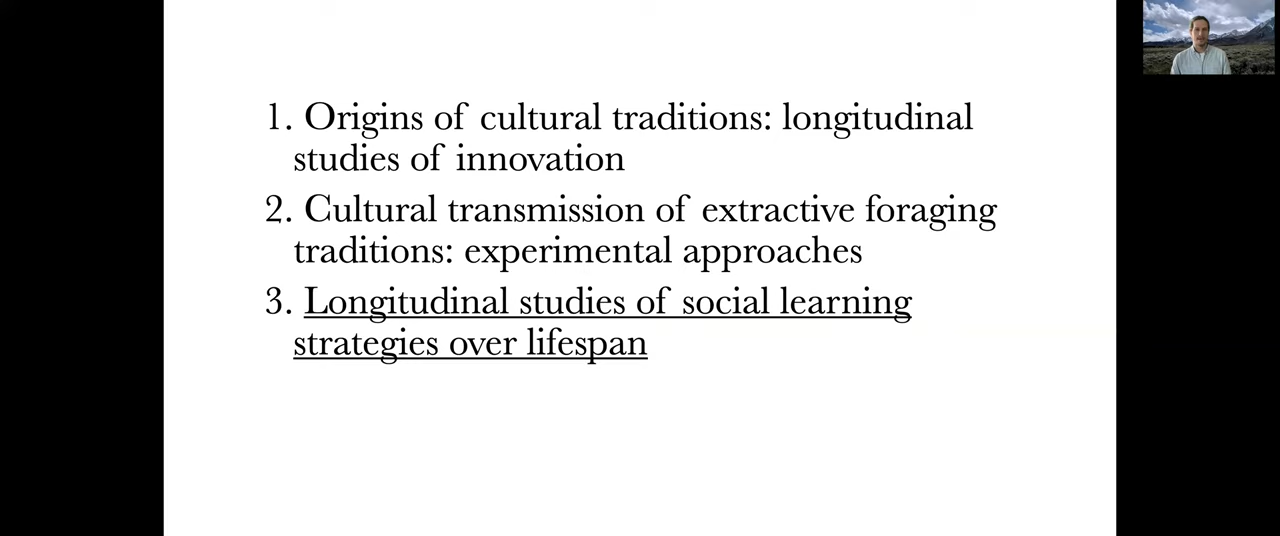 1. Origins of cultural traditions: longitudinal
studies of innovation
2. Cultural transmission of extractive foraging
traditions: experimental approaches
3. Longitudinal studies of social learning
strategies over lifespan